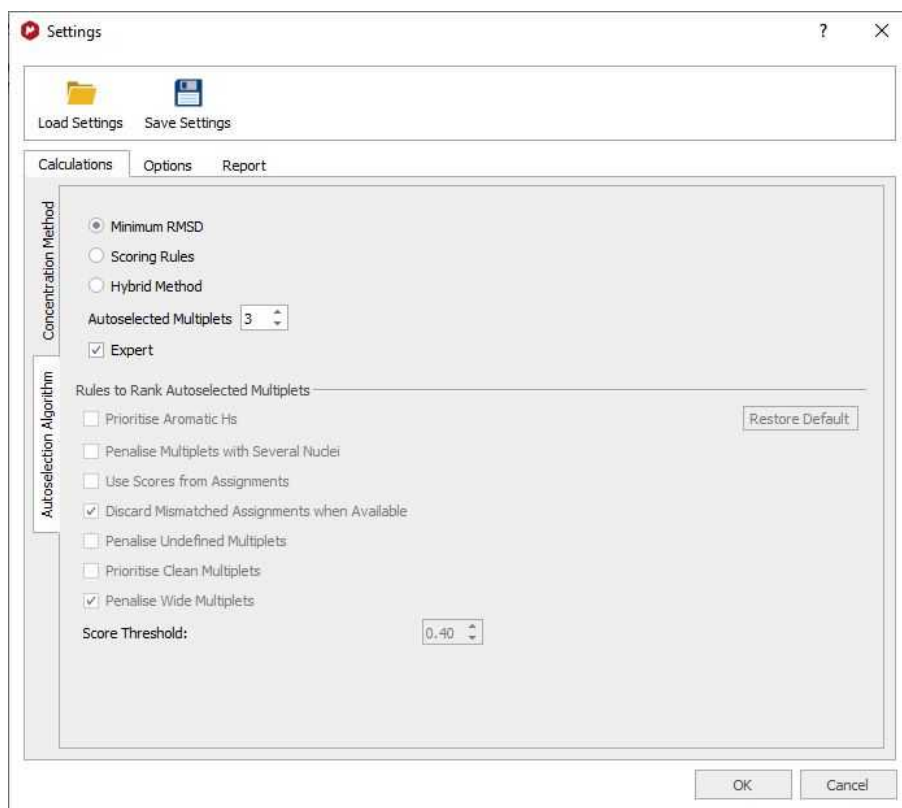 Settings
?
Load Settings Save Settings
Calculations Options Report
Concentration Method
Autoselection Algorithm
Minimum RMSD
Scoring Rules
Hybrid Method
Autoselected Multiplets 3
Expert
Rules to Rank Autoselected Multiplets
Prioritise Aromatic Hs Restore Default
Penalise Multiplets with Several Nuclei
Use Scores from Assignments
Discard Mismatched Assignments when Available
Penalise Undefined Multiplets
Prioritise Clean Multiplets
Penalise Wide Multiplets
Score Threshold: 0.40
OK Cancel